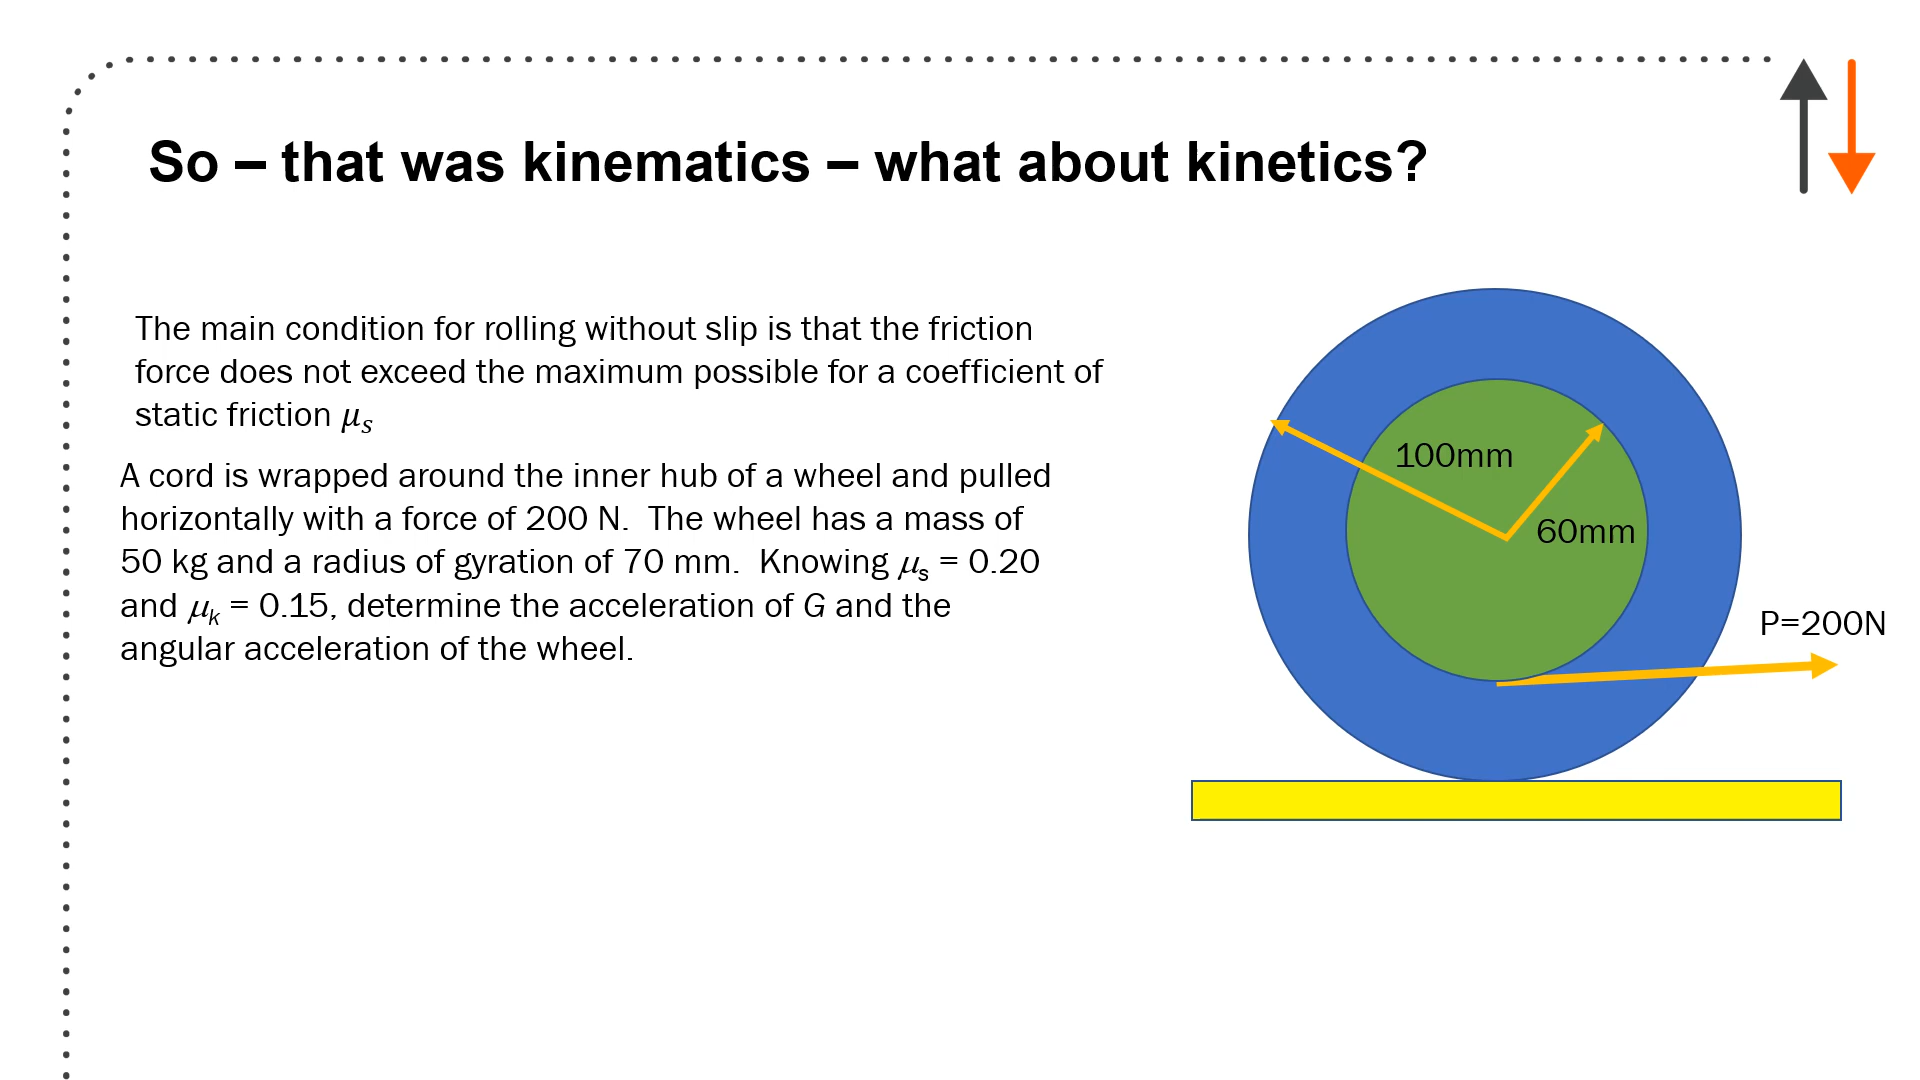 So – that was kinematics – what about kinetics?
The main condition for rolling without slip is that the friction
force does not exceed the maximum possible for a coefficient of
static friction μₛ
A cord is wrapped around the inner hub of a wheel and pulled
horizontally with a force of 200 N.  The wheel has a mass of
50 kg and a radius of gyration of 70 mm.  Knowing μₛ = 0.20
and μₖ = 0.15, determine the acceleration of G and the
angular acceleration of the wheel.
100mm
60mm
P=200N